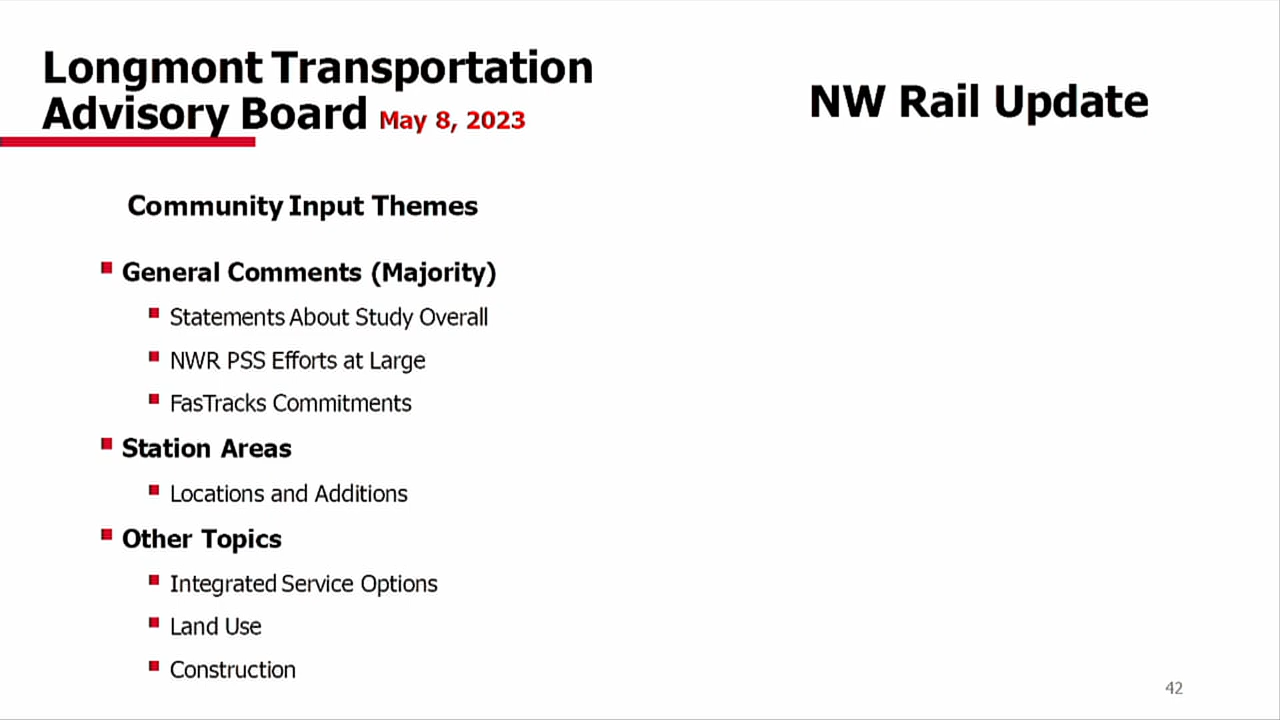 Longmont Transportation
Advisory Board May 8, 2023
NW Rail Update
Community Input Themes
General Comments (Majority)
Statements About Study Overall
NWR PSS Efforts at Large
FasTracks Commitments
Station Areas
Locations and Additions
Other Topics
Integrated Service Options
Land Use
Construction
42